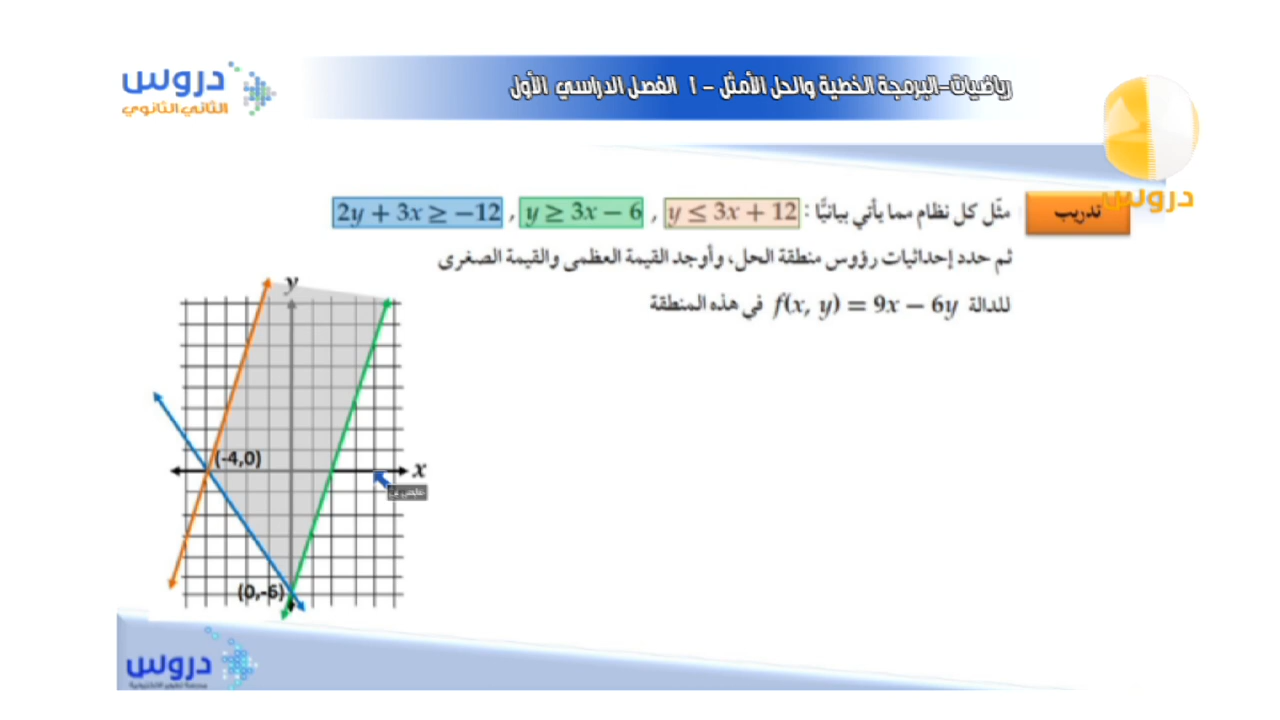 دروس
الثاني الثانوي
رياضيات-البرمجة الخطية والحل الأمثل - ٢ الفصل الدراسي الأول
دروس
تدريب
مثّل كل نظام مما يأتي بيانيًّا : y ≤ 3x + 12 , y ≥ 3x − 6 , 2y + 3x ≥ −12
ثم حدد إحداثيات رؤوس منطقة الحل، وأوجد القيمة العظمى والقيمة الصغرى
للدالة f(x, y) = 9x − 6y في هذه المنطقة
y
(-4,0)
x
(0,-6)
دروس